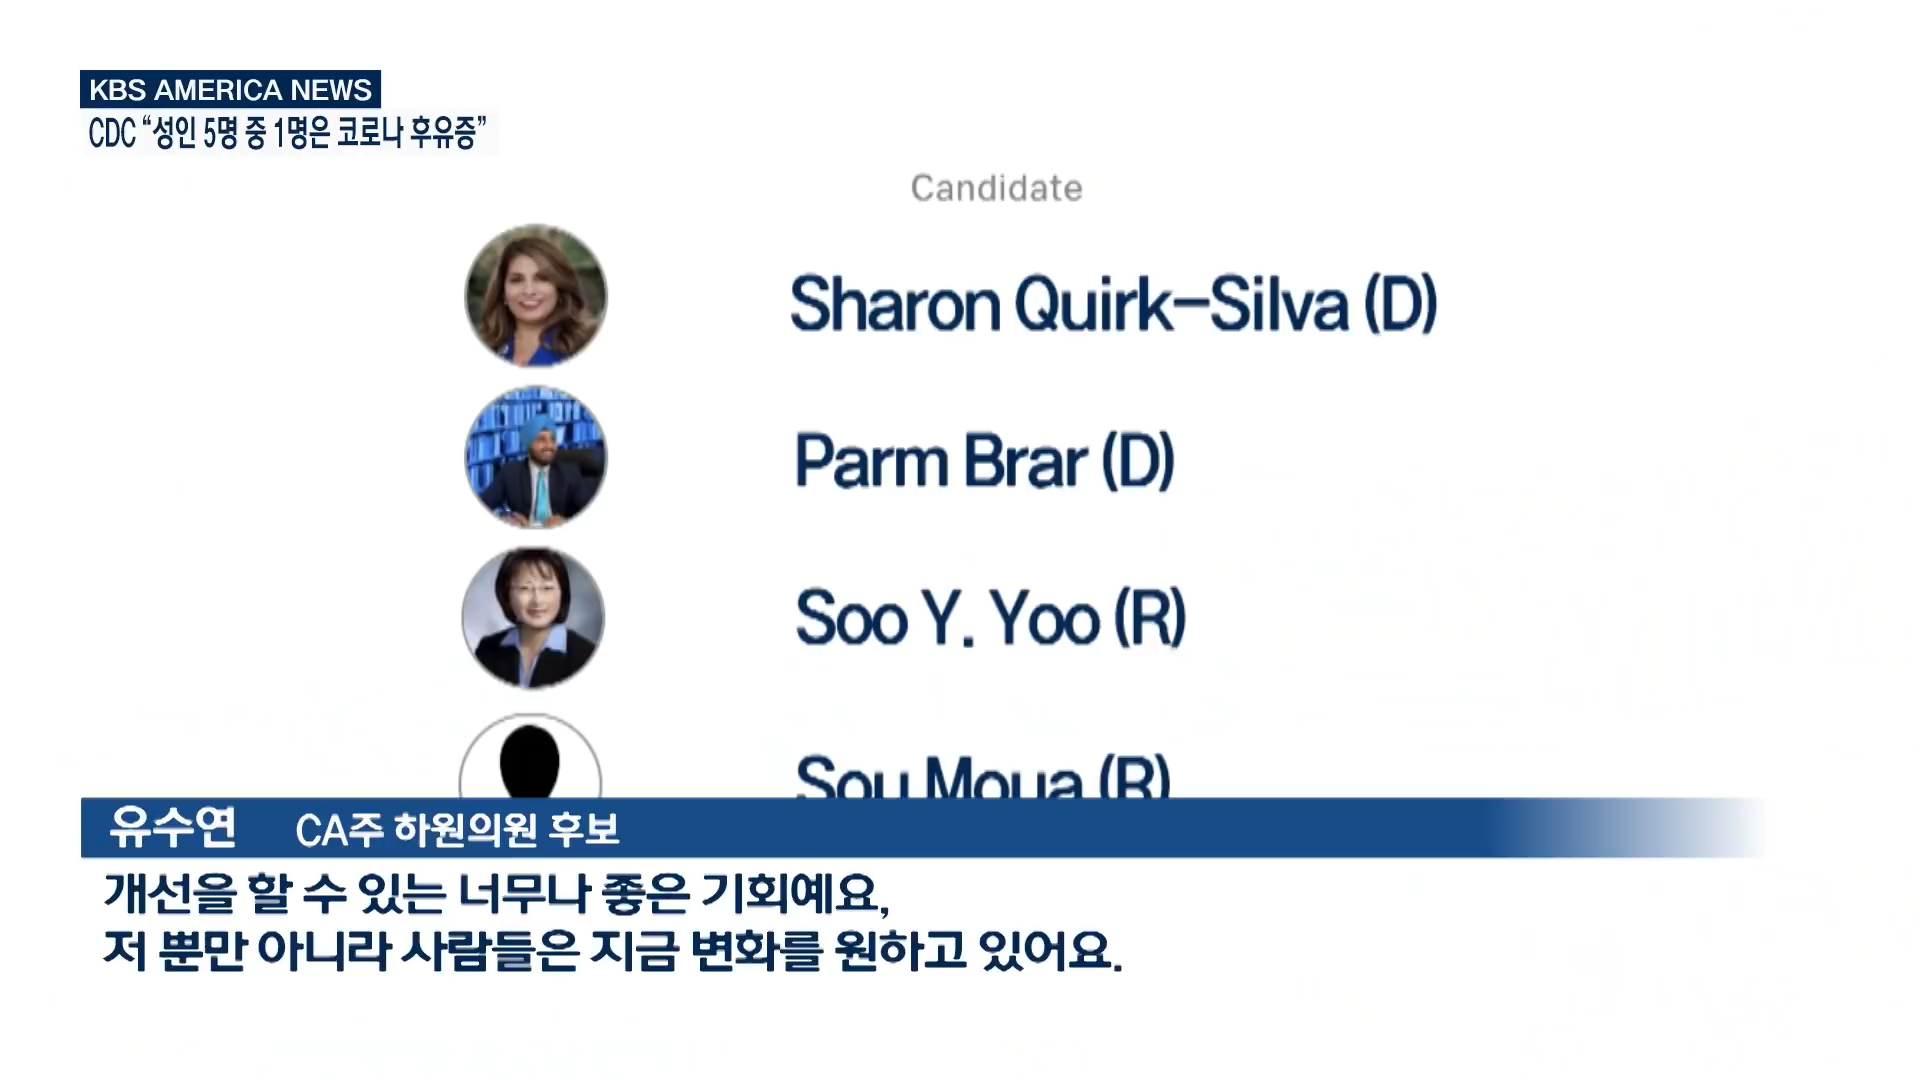 KBS AMERICA NEWS
CDC “성인 5명 중 1명은 코로나 후유증”
Candidate
Sharon Quirk-Silva (D)
Parm Brar (D)
Soo Y. Yoo (R)
Sou Moua (R)
유수연 CA주 하원의원 후보
개선을 할 수 있는 너무나 좋은 기회예요,
저 뿐만 아니라 사람들은 지금 변화를 원하고 있어요.